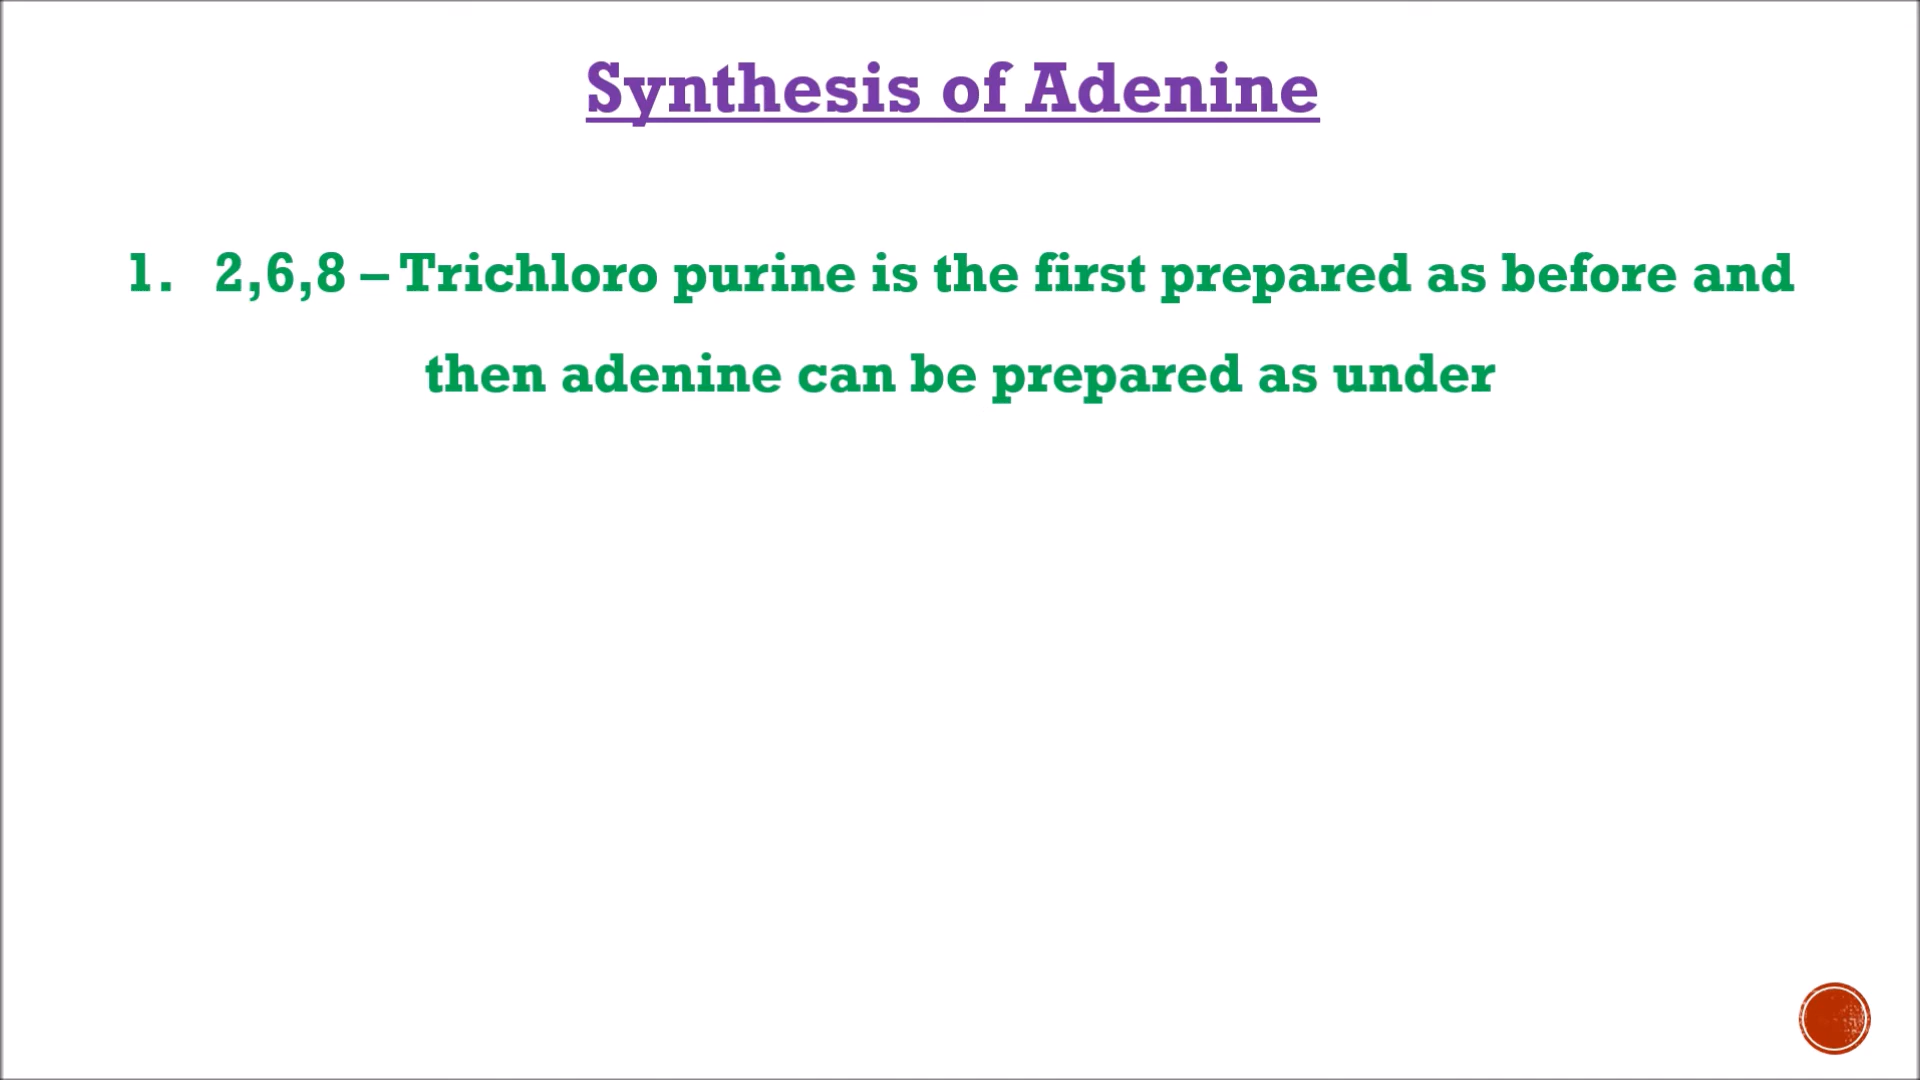 Synthesis of Adenine
1. 2,6,8 – Trichloro purine is the first prepared as before and
then adenine can be prepared as under